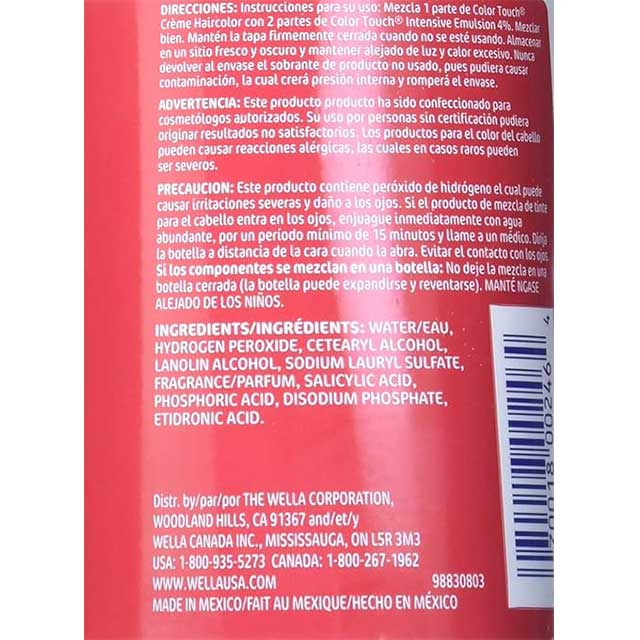 DIRECCIONES: Instrucciones para su uso: Mezcla 1 parte de Color Touch®
Crème Haircolor con 2 partes de Color Touch® Intensive Emulsion 4%. Mezclar
bien. Mantén la tapa firmemente cerrada cuando no se esté usando. Almacenar
en un sitio fresco y oscuro y mantener alejado de luz y calor excesivo. Nunca
devolver al envase el sobrante de producto no usado, pues pudiera causar
contaminación, la cual crerá presión interna y romperá el envase.
ADVERTENCIA: Este producto producto ha sido confeccionado para
cosmetólogos autorizados. Su uso por personas sin certificación pudiera
originar resultados no satisfactorios. Los productos para el color del cabello
pueden causar reacciones alérgicas, las cuales en casos raros pueden
ser severos.
PRECAUCION: Este producto contiene peróxido de hidrógeno el cual puede
causar irritaciones severas y daño a los ojos. Si el producto de mezcla de tinte
para el cabello entra en los ojos, enjuague inmediatamente con agua
abundante, por un período mínimo de 15 minutos y llame a un médico. Dirija
la botella a distancia de la cara cuando la abra. Evitar el contacto con los ojos.
Si los componentes se mezclan en una botella: No deje la mezcla en una
botella cerrada (la botella puede expandirse y reventarse). MANTÉ NGASE
ALEJADO DE LOS NIÑOS.
INGREDIENTS/INGRÉDIENTS: WATER/EAU,
HYDROGEN PEROXIDE, CETEARYL ALCOHOL,
LANOLIN ALCOHOL, SODIUM LAURYL SULFATE,
FRAGRANCE/PARFUM, SALICYLIC ACID,
PHOSPHORIC ACID, DISODIUM PHOSPHATE,
ETIDRONIC ACID.
Distr. by/par/por THE WELLA CORPORATION,
WOODLAND HILLS, CA 91367 and/et/y
WELLA CANADA INC., MISSISSAUGA, ON L5R 3M3
USA: 1-800-935-5273 CANADA: 1-800-267-1962
WWW.WELLAUSA.COM 98830803
MADE IN MEXICO/FAIT AU MEXIQUE/HECHO EN MÉXICO
70018 00246 4